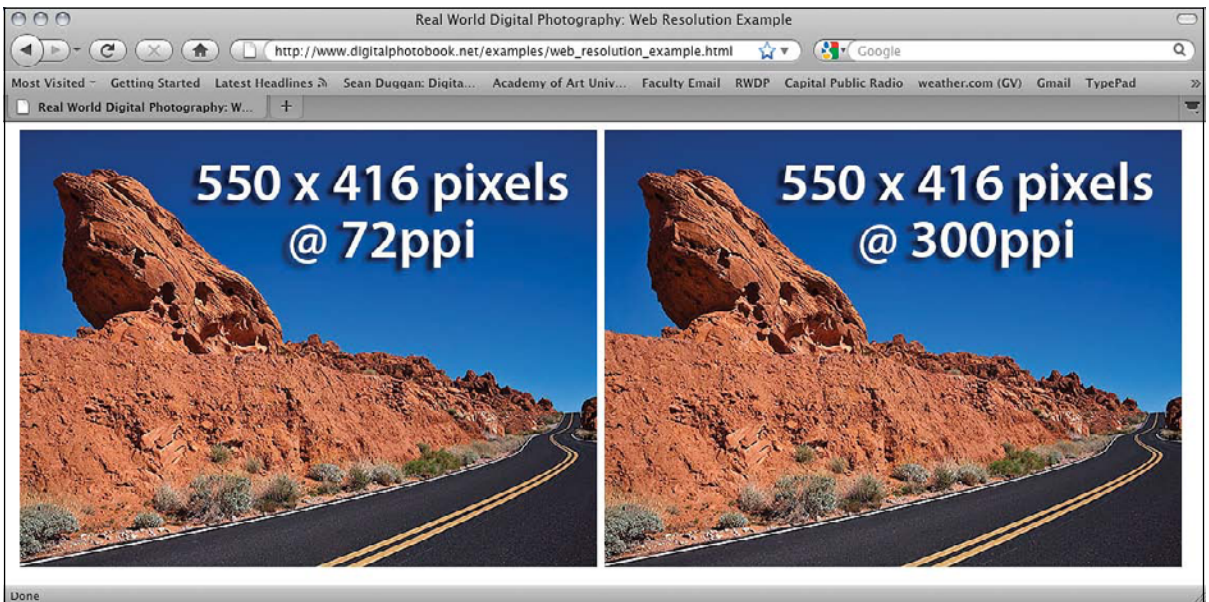 Real World Digital Photography: Web Resolution Example
http://www.digitalphotobook.net/examples/web_resolution_example.html
Google
Most Visited Getting Started Latest Headlines Sean Duggan: Digita... Academy of Art Univ... Faculty Email RWDP Capital Public Radio weather.com (GV) Gmail TypePad »
Real World Digital Photography: W... +
550 x 416 pixels
@ 72ppi
550 x 416 pixels
@ 300ppi
Done